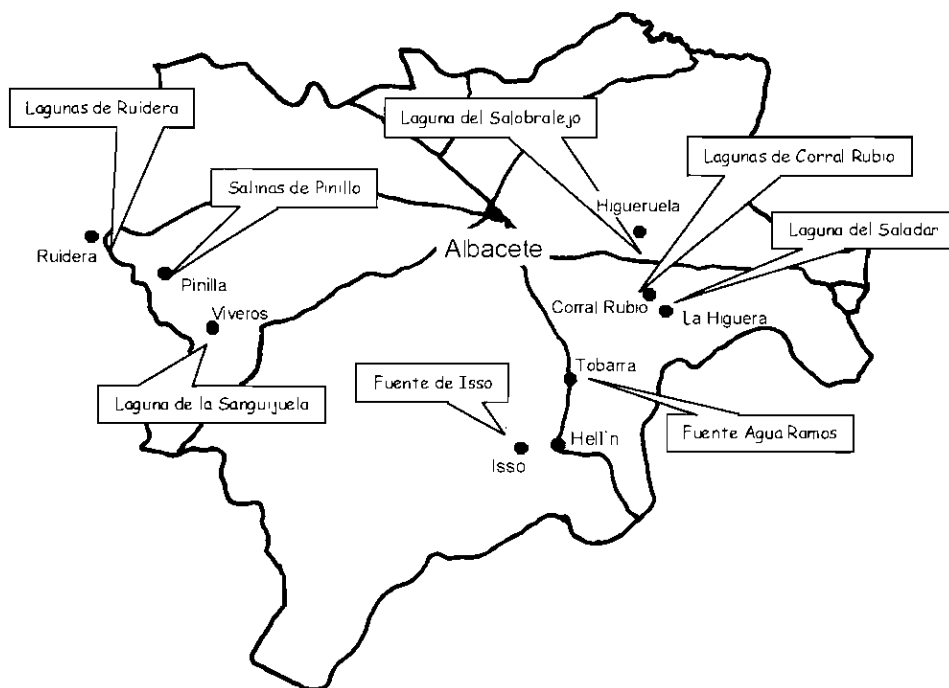 Lagunas de Ruidera
Laguna del Salobralejo
Lagunas de Corral Rubio
Salinas de Pinillo
Higueruela
Laguna del Saladar
Ruidera
Albacete
Pinilla
Corral Rubio
La Higuera
Viveros
Tobarra
Fuente de Isso
Laguna de la Sanguijuela
Fuente Agua Ramos
Hell`n
Isso